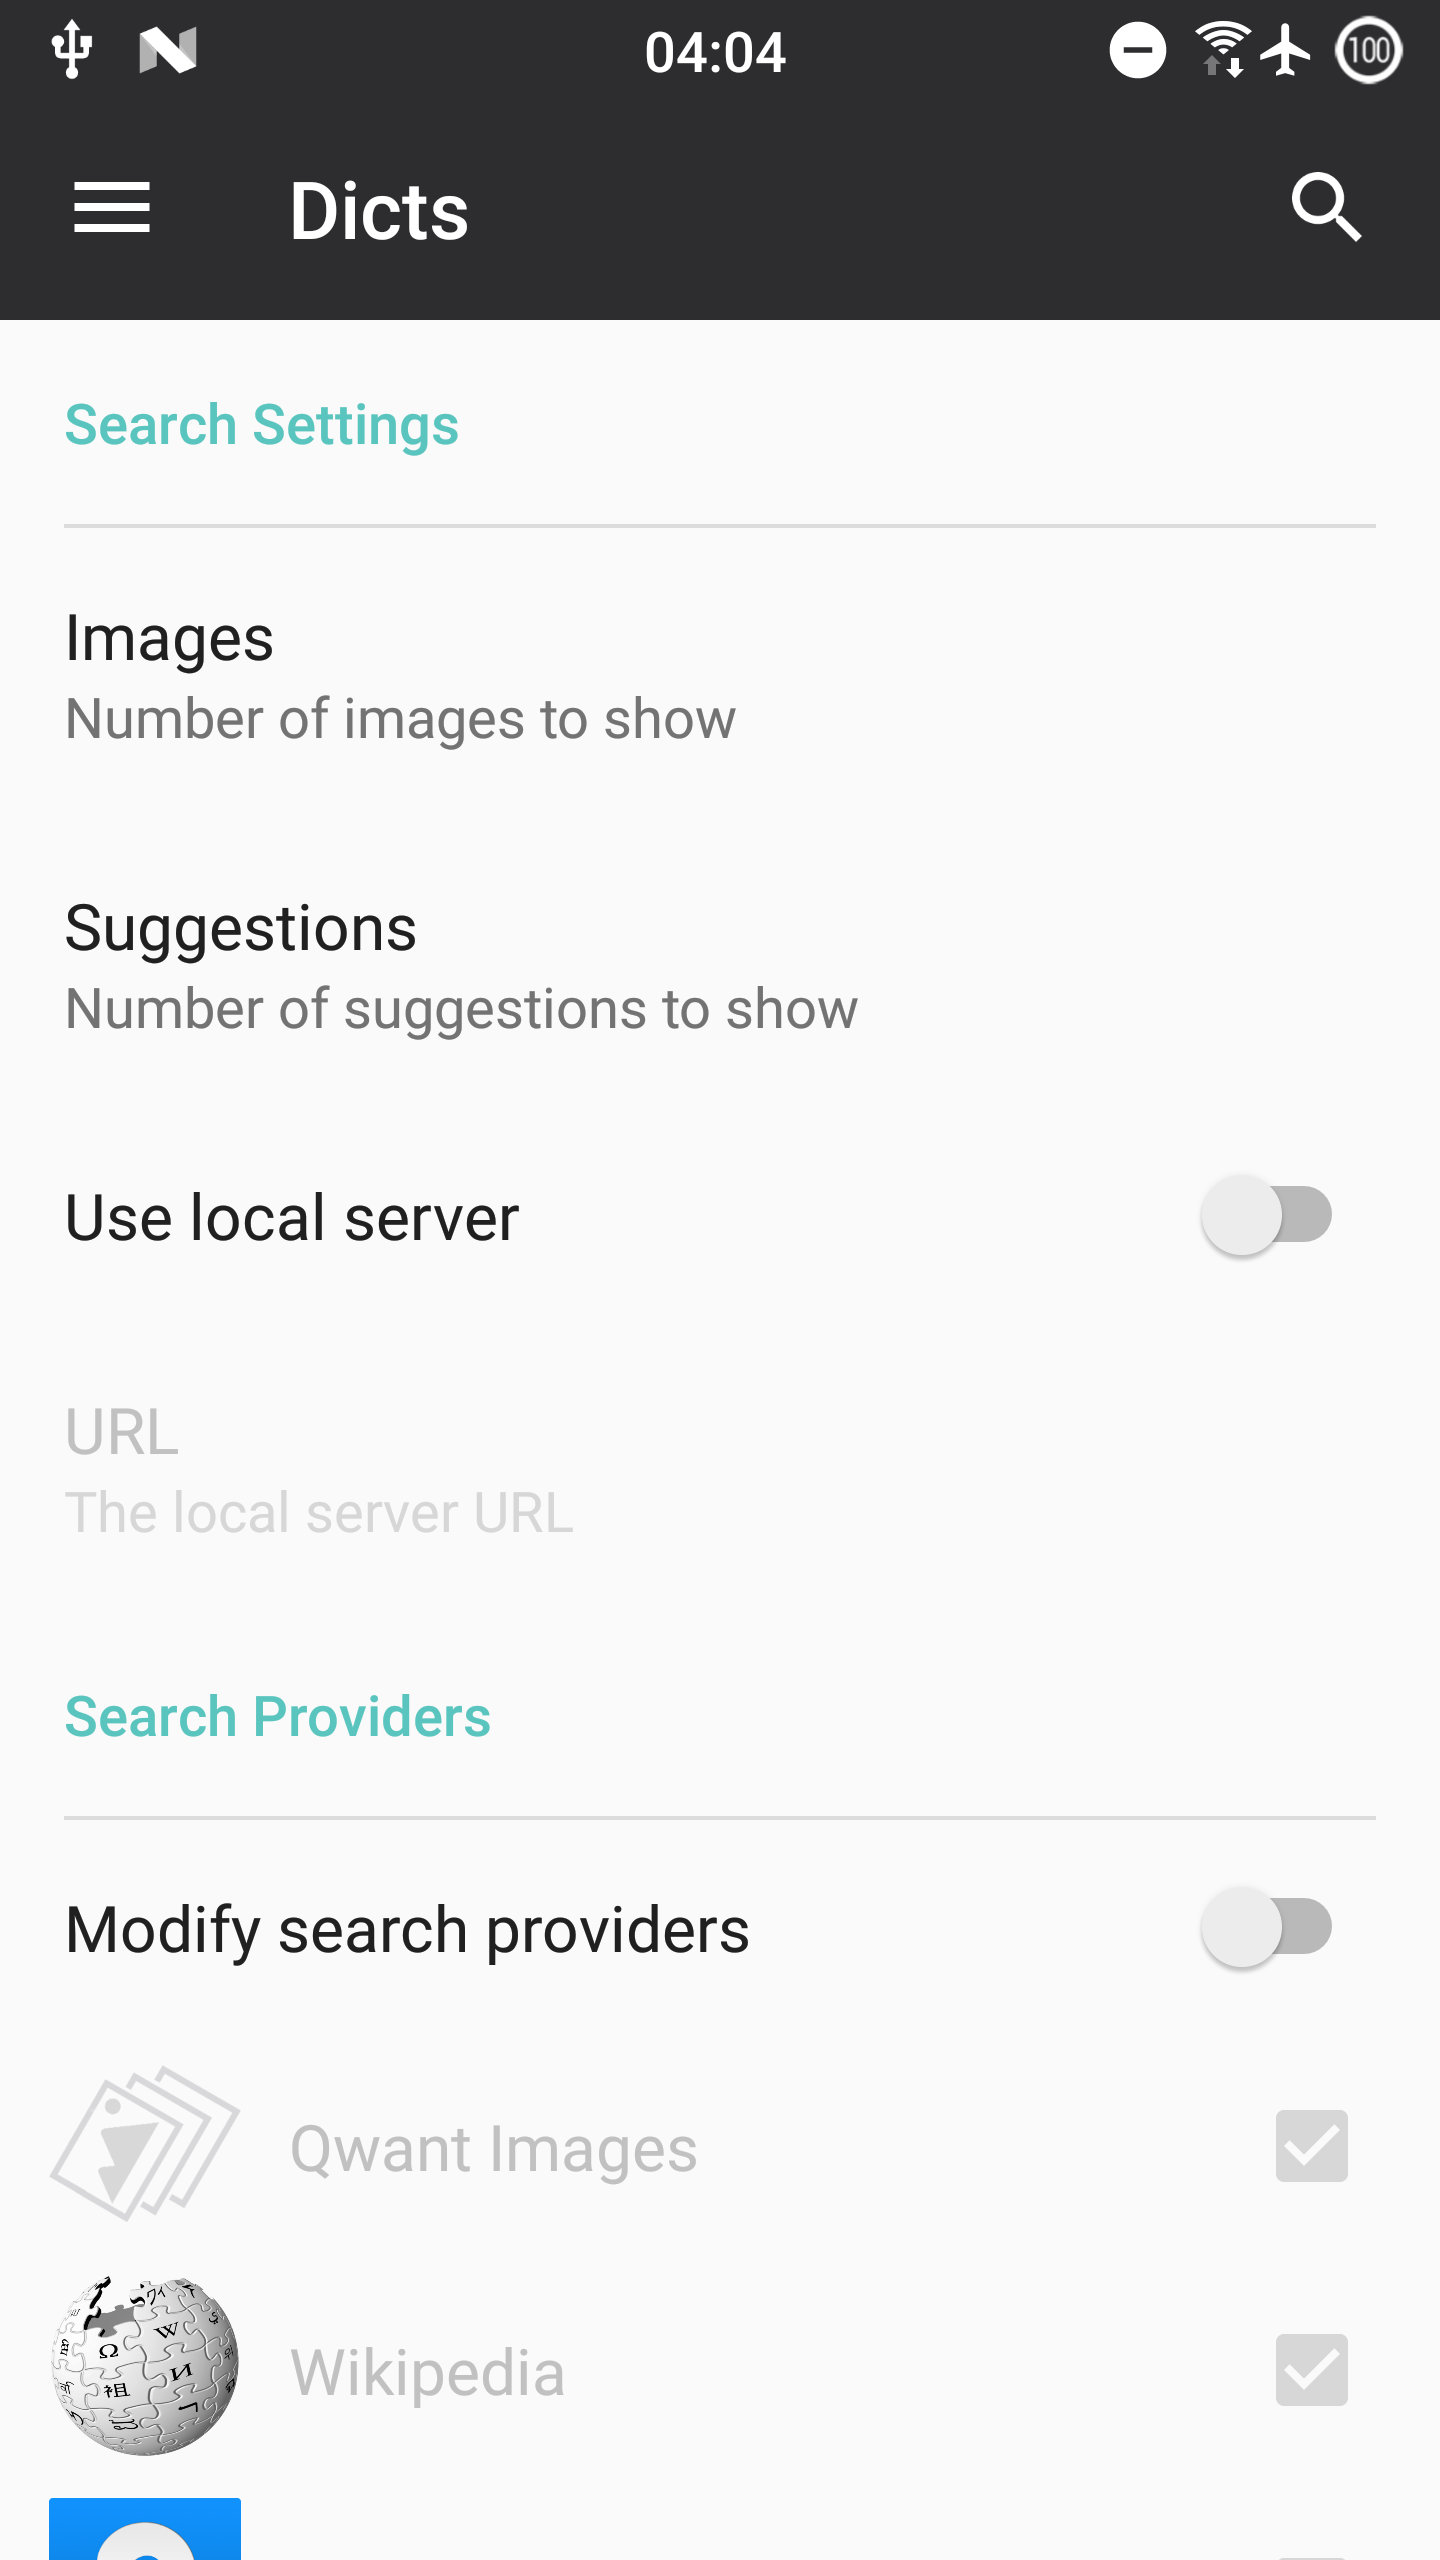 04:04
100
Dicts
Search Settings
Images
Number of images to show
Suggestions
Number of suggestions to show
Use local server
URL
The local server URL
Search Providers
Modify search providers
Qwant Images
Wikipedia